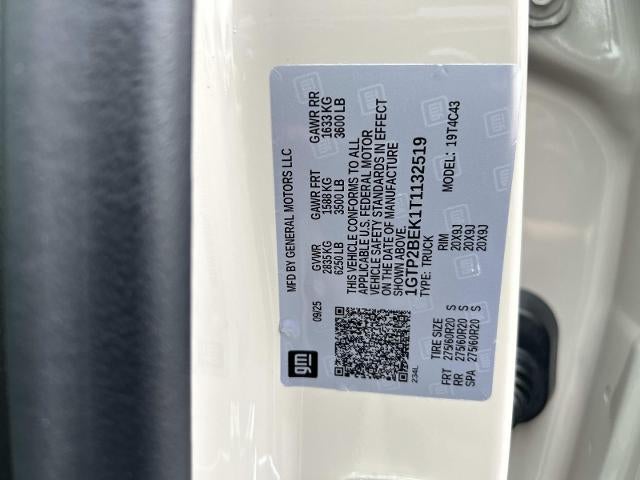 MFD BY GENERAL MOTORS LLC
09/25 GVWR GAWR FRT GAWR RR
2835 KG 1588 KG 1633 KG
6250 LB 3500 LB 3600 LB
THIS VEHICLE CONFORMS TO ALL
APPLICABLE U.S. FEDERAL MOTOR
VEHICLE SAFETY STANDARDS IN EFFECT
ON THE DATE OF MANUFACTURE
SHOWN ABOVE.
1GTP2BEK1T1132519
TYPE: TRUCK MODEL: 19T4C43
gm
234L
TIRE SIZE RIM
FRT 275/60R20 S 20X9J
RR 275/60R20 S 20X9J
SPA 275/60R20 S 20X9J